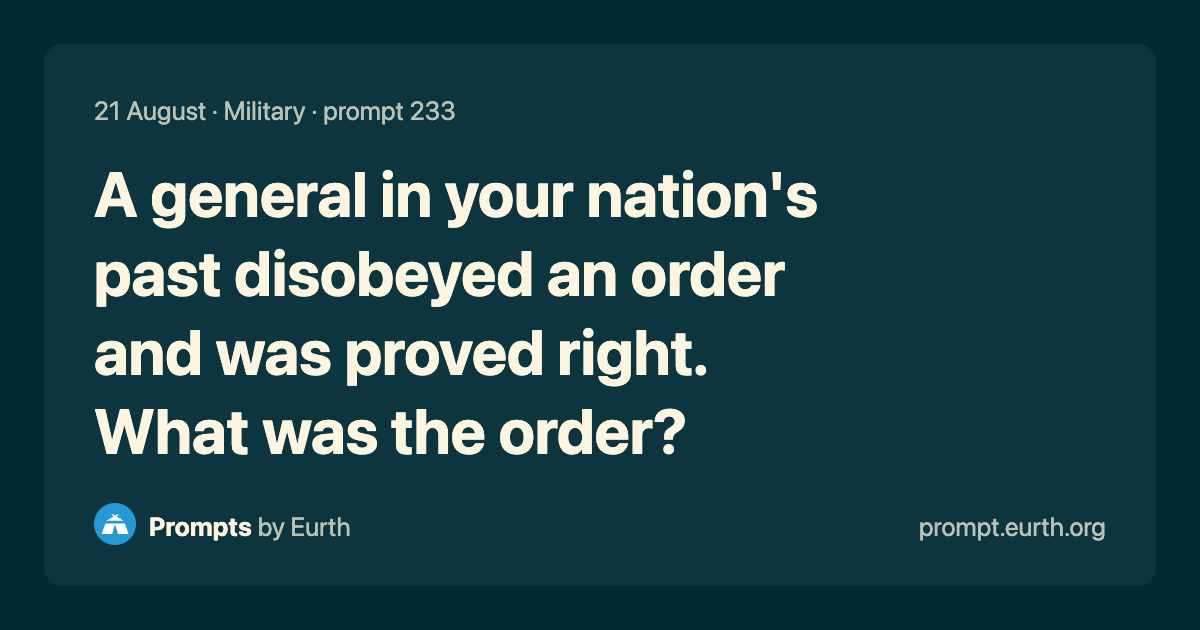 21 August · Military · prompt 233
A general in your nation's
past disobeyed an order
and was proved right.
What was the order?
Prompts by Eurth
prompt.eurth.org